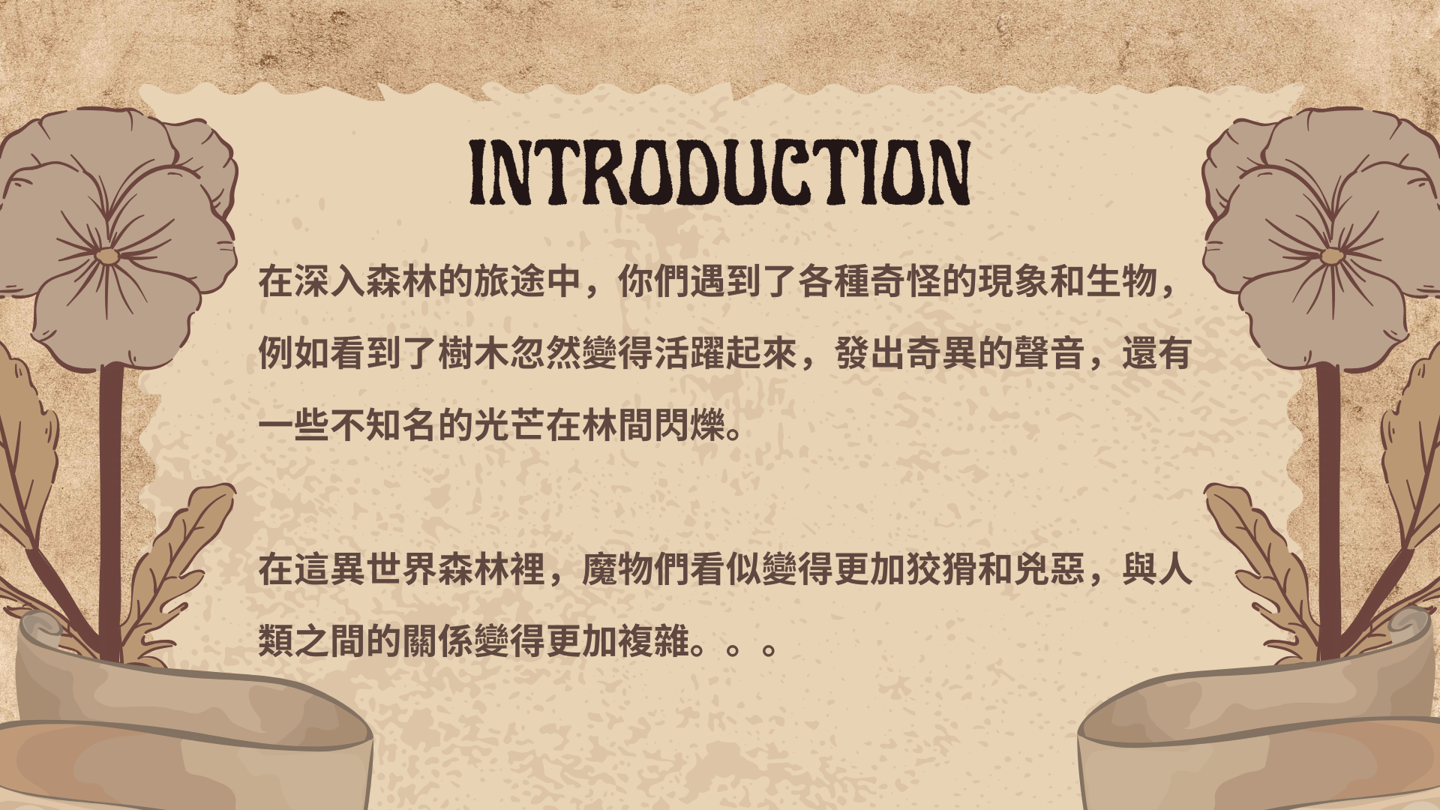 INTRODUCTION
在深入森林的旅途中，你們遇到了各種奇怪的現象和生物，
例如看到了樹木忽然變得活躍起來，發出奇異的聲音，還有
一些不知名的光芒在林間閃爍。
在這異世界森林裡，魔物們看似變得更加狡猾和兇惡，與人
類之間的關係變得更加複雜。。。